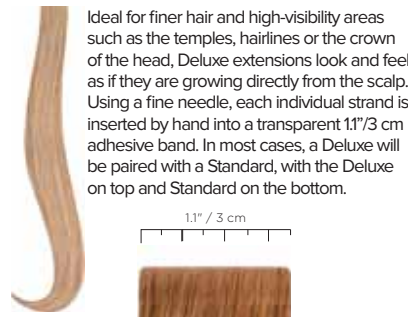 Ideal for finer hair and high-visibility areas
such as the temples, hairlines or the crown
of the head, Deluxe extensions look and feel
as if they are growing directly from the scalp.
Using a fine needle, each individual strand is
inserted by hand into a transparent 1.1”/3 cm
adhesive band. In most cases, a Deluxe will
be paired with a Standard, with the Deluxe
on top and Standard on the bottom.
1.1" / 3 cm